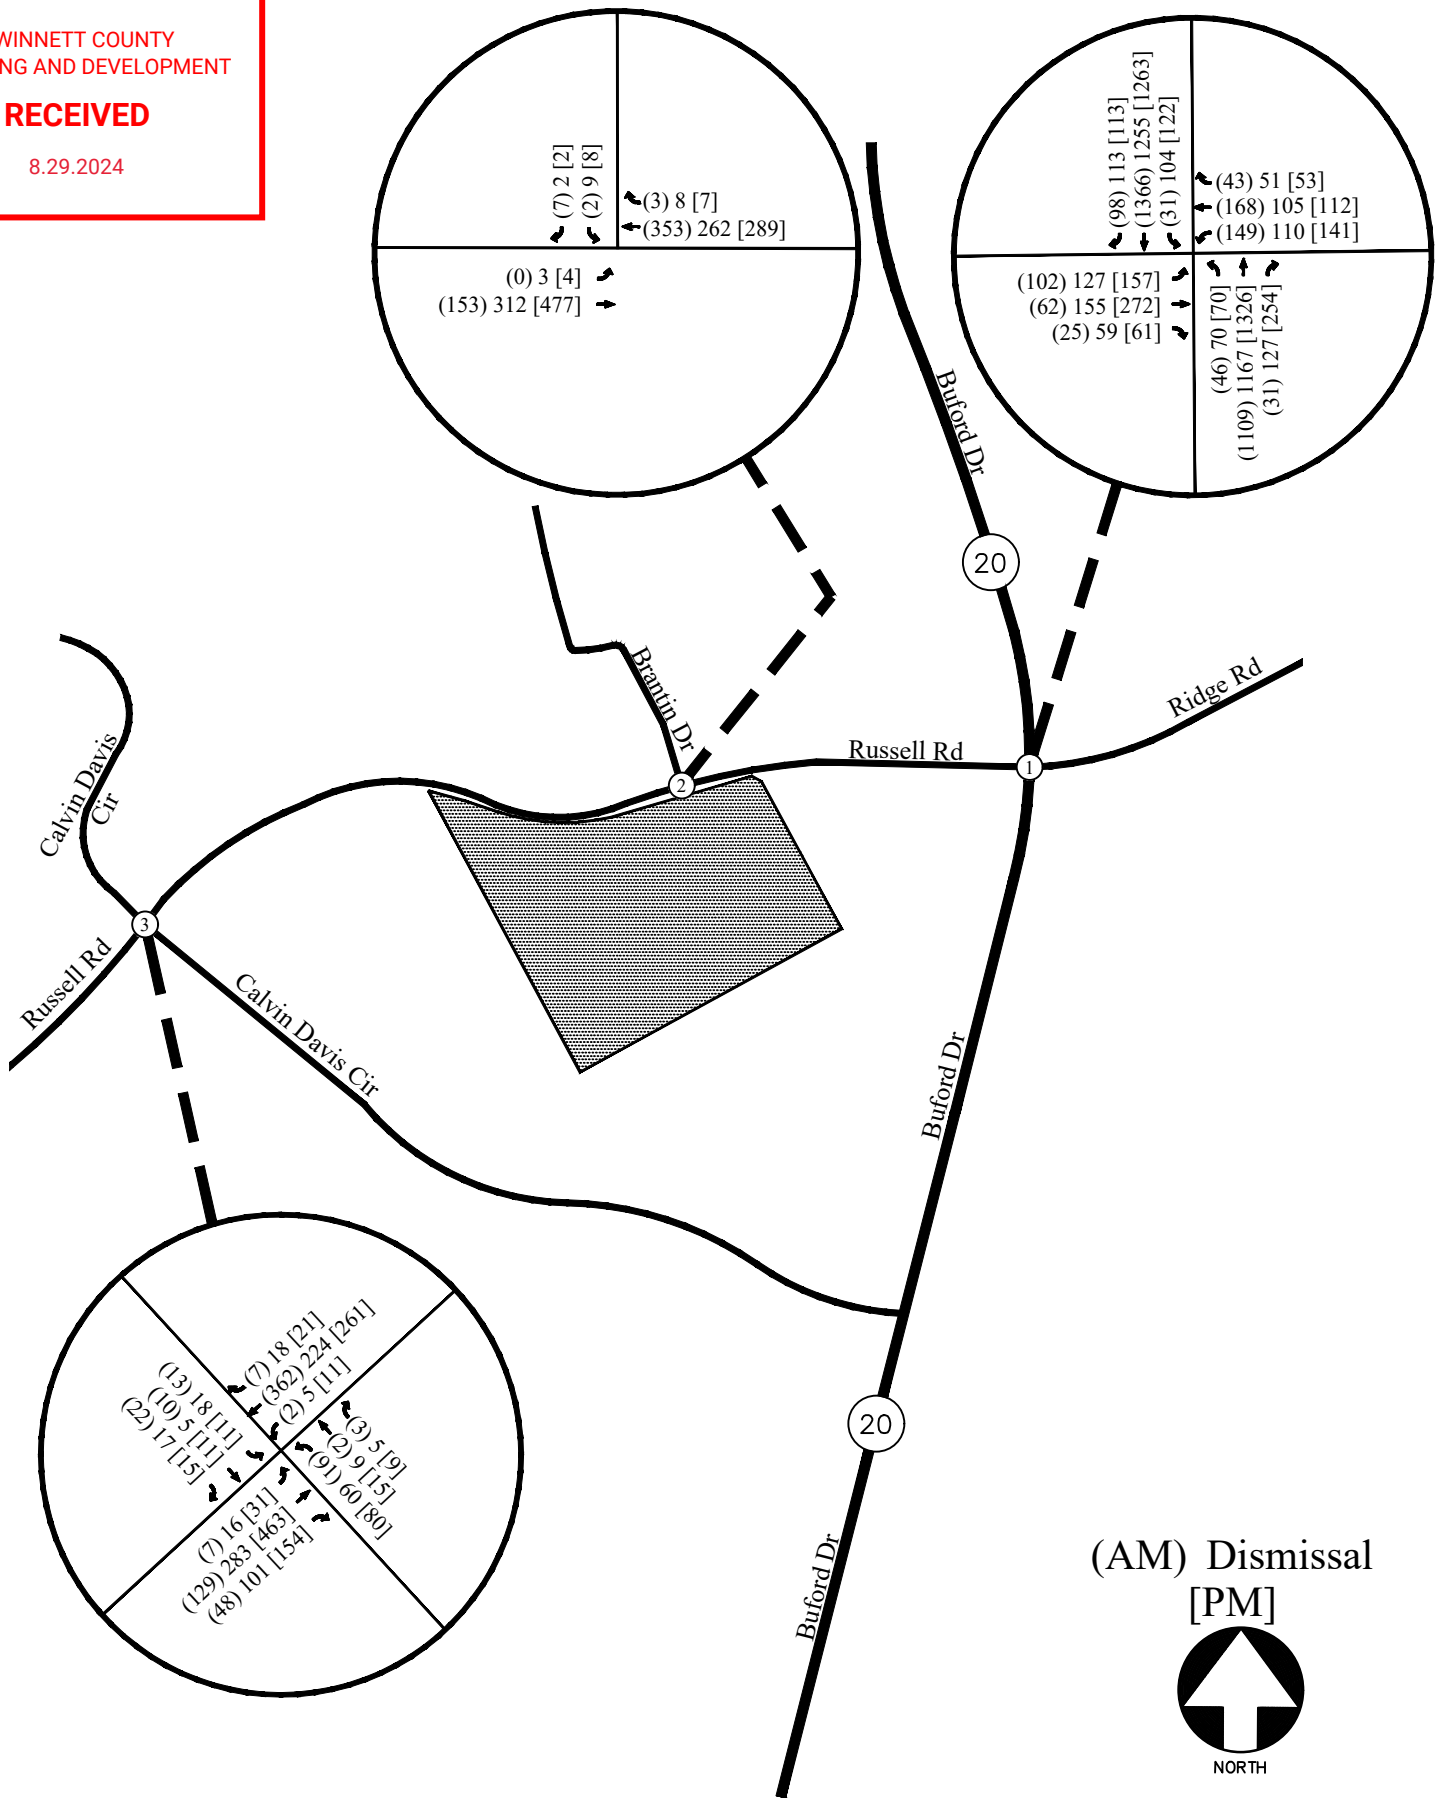 WINNETT COUNTY
NG AND DEVELOPMENT
RECEIVED
8.29.2024
(7) 2 [2]
(2) 9 [8]
(3) 8 [7]
(353) 262 [289]
(0) 3 [4]
(153) 312 [477]
(98) 113 [113]
(1366) 1255 [1263]
(31) 104 [122]
(43) 51 [53]
(168) 105 [112]
(149) 110 [141]
(102) 127 [157]
(62) 155 [272]
(25) 59 [61]
(46) 70 [70]
(1109) 1167 [1326]
(31) 127 [254]
Buford Dr
20
Brantin Dr
Ridge Rd
Russell Rd
1
2
Calvin Davis
Cir
3
Russell Rd
Calvin Davis Cir
Buford Dr
20
Buford Dr
(7) 18 [21]
(362) 224 [261]
(2) 5 [11]
(13) 18 [11]
(10) 5 [11]
(22) 17 [15]
(3) 5 [9]
(2) 9 [15]
(91) 60 [80]
(7) 16 [31]
(129) 283 [463]
(48) 101 [154]
(AM) Dismissal
[PM]
NORTH